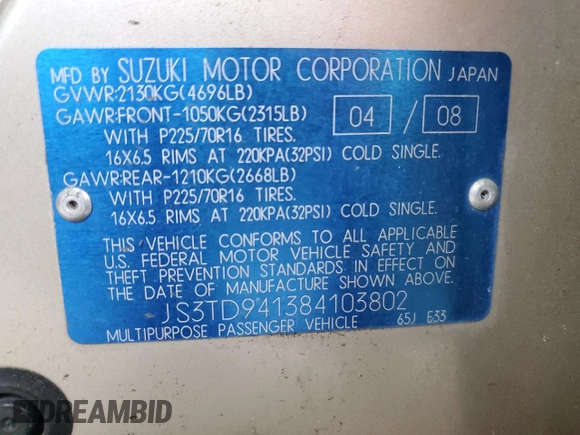 MFD BY SUZUKI MOTOR CORPORATION JAPAN
GVWR:2130KG(4696LB)
GAWR:FRONT-1050KG(2315LB) 04 / 08
WITH P225/70R16 TIRES.
16X6.5 RIMS AT 220KPA(32PSI) COLD SINGLE.
GAWR:REAR-1210KG(2668LB)
WITH P225/70R16 TIRES.
16X6.5 RIMS AT 220KPA(32PSI) COLD SINGLE.
THIS VEHICLE CONFORMS TO ALL APPLICABLE
U.S. FEDERAL MOTOR VEHICLE SAFETY AND
THEFT PREVENTION STANDARDS IN EFFECT ON
THE DATE OF MANUFACTURE SHOWN ABOVE.
JS3TD941384103802
MULTIPURPOSE PASSENGER VEHICLE 65J E33
DREAMBID